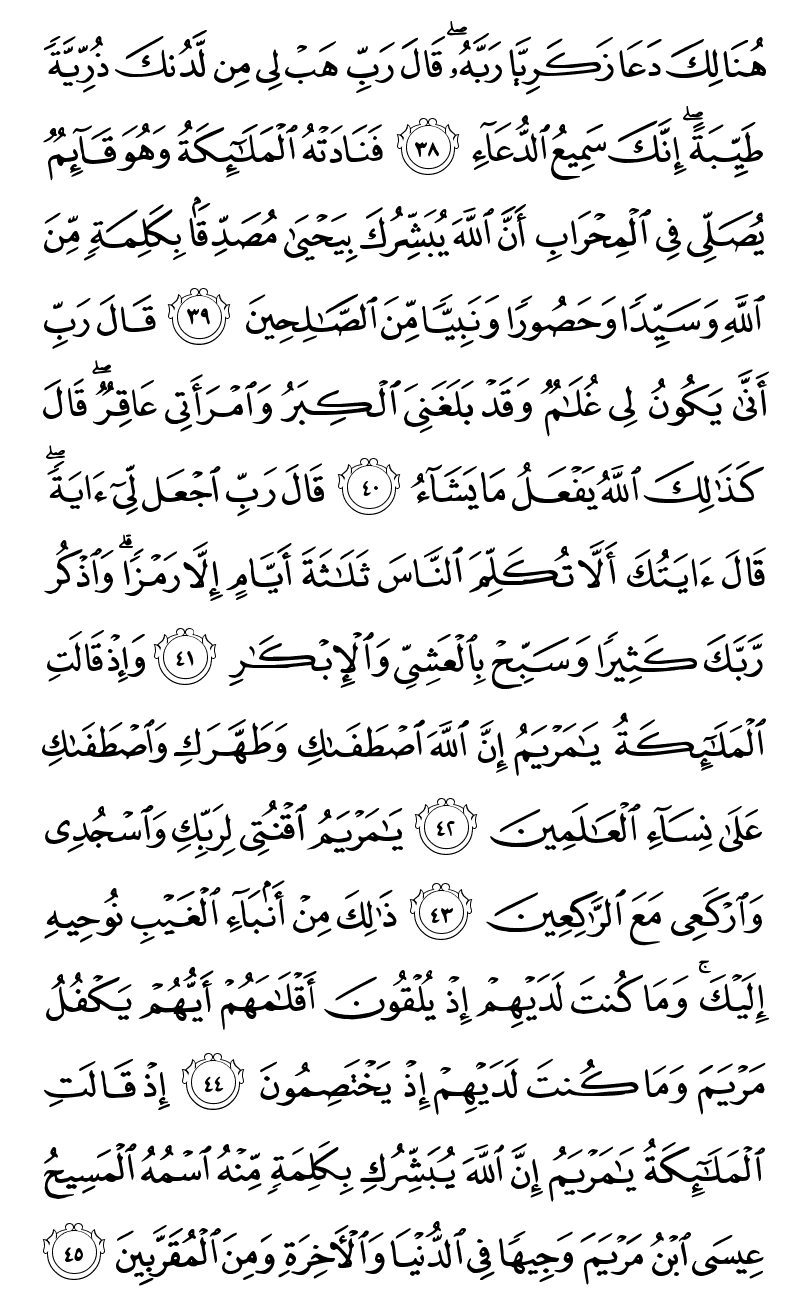 هُنَالِكَ دَعَا زَكَرِيَّا رَبَّهُۥۖ قَالَ رَبِّ هَبْ لِى مِن لَّدُنكَ ذُرِّيَّةً
طَيِّبَةًۖ إِنَّكَ سَمِيعُ ٱلدُّعَآءِ ٣٨ فَنَادَتْهُ ٱلْمَلَـٰٓئِكَةُ وَهُوَ قَآئِمٌ
يُصَلِّى فِى ٱلْمِحْرَابِ أَنَّ ٱللَّهَ يُبَشِّرُكَ بِيَحْيَىٰ مُصَدِّقًۢا بِكَلِمَةٍ مِّنَ
ٱللَّهِ وَسَيِّدًا وَحَصُورًا وَنَبِيًّا مِّنَ ٱلصَّـٰلِحِينَ ٣٩ قَالَ رَبِّ
أَنَّىٰ يَكُونُ لِى غُلَـٰمٌ وَقَدْ بَلَغَنِىَ ٱلْكِبَرُ وَٱمْرَأَتِى عَاقِرٌۖ قَالَ
كَذَٰلِكَ ٱللَّهُ يَفْعَلُ مَا يَشَآءُ ٤٠ قَالَ رَبِّ ٱجْعَل لِّىٓ ءَايَةًۖ
قَالَ ءَايَتُكَ أَلَّا تُكَلِّمَ ٱلنَّاسَ ثَلَـٰثَةَ أَيَّامٍ إِلَّا رَمْزًاۗ وَٱذْكُر
رَّبَّكَ كَثِيرًا وَسَبِّحْ بِٱلْعَشِىِّ وَٱلْإِبْكَـٰرِ ٤١ وَإِذْ قَالَتِ
ٱلْمَلَـٰٓئِكَةُ يَـٰمَرْيَمُ إِنَّ ٱللَّهَ ٱصْطَفَىٰكِ وَطَهَّرَكِ وَٱصْطَفَىٰكِ
عَلَىٰ نِسَآءِ ٱلْعَـٰلَمِينَ ٤٢ يَـٰمَرْيَمُ ٱقْنُتِى لِرَبِّكِ وَٱسْجُدِى
وَٱرْكَعِى مَعَ ٱلرَّٰكِعِينَ ٤٣ ذَٰلِكَ مِنْ أَنۢبَآءِ ٱلْغَيْبِ نُوحِيهِ
إِلَيْكَۚ وَمَا كُنتَ لَدَيْهِمْ إِذْ يُلْقُونَ أَقْلَـٰمَهُمْ أَيُّهُمْ يَكْفُلُ
مَرْيَمَ وَمَا كُنتَ لَدَيْهِمْ إِذْ يَخْتَصِمُونَ ٤٤ إِذْ قَالَتِ
ٱلْمَلَـٰٓئِكَةُ يَـٰمَرْيَمُ إِنَّ ٱللَّهَ يُبَشِّرُكِ بِكَلِمَةٍ مِّنْهُ ٱسْمُهُ ٱلْمَسِيحُ
عِيسَى ٱبْنُ مَرْيَمَ وَجِيهًا فِى ٱلدُّنْيَا وَٱلْـَٔاخِرَةِ وَمِنَ ٱلْمُقَرَّبِينَ ٤٥